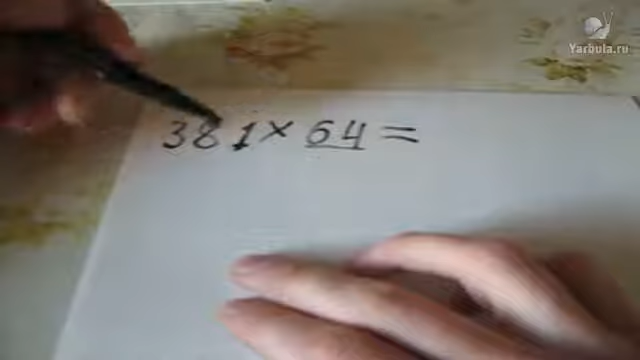 Yarbula.ru
381 × 64 =